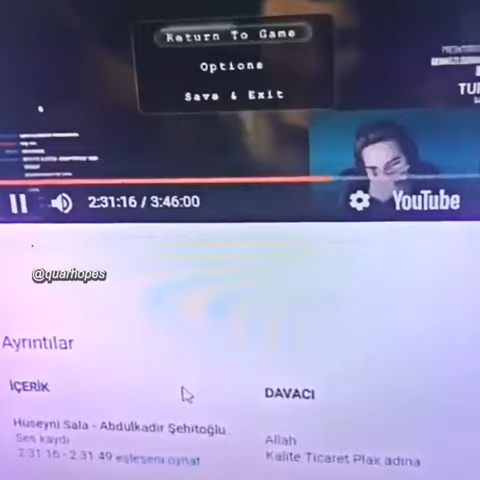 Return To Game
Options
Save & Exit
TUR
2:31:16 / 3:46:00
YouTube
@quarhopes
Ayrıntılar
İÇERİK
DAVACI
Huseyni Sala - Abdulkadir Şehitoğlu
Ses kaydı
2:31:16 - 2:31:49 eşleşeni oynat
Allah
Kalite Ticaret Plak adına